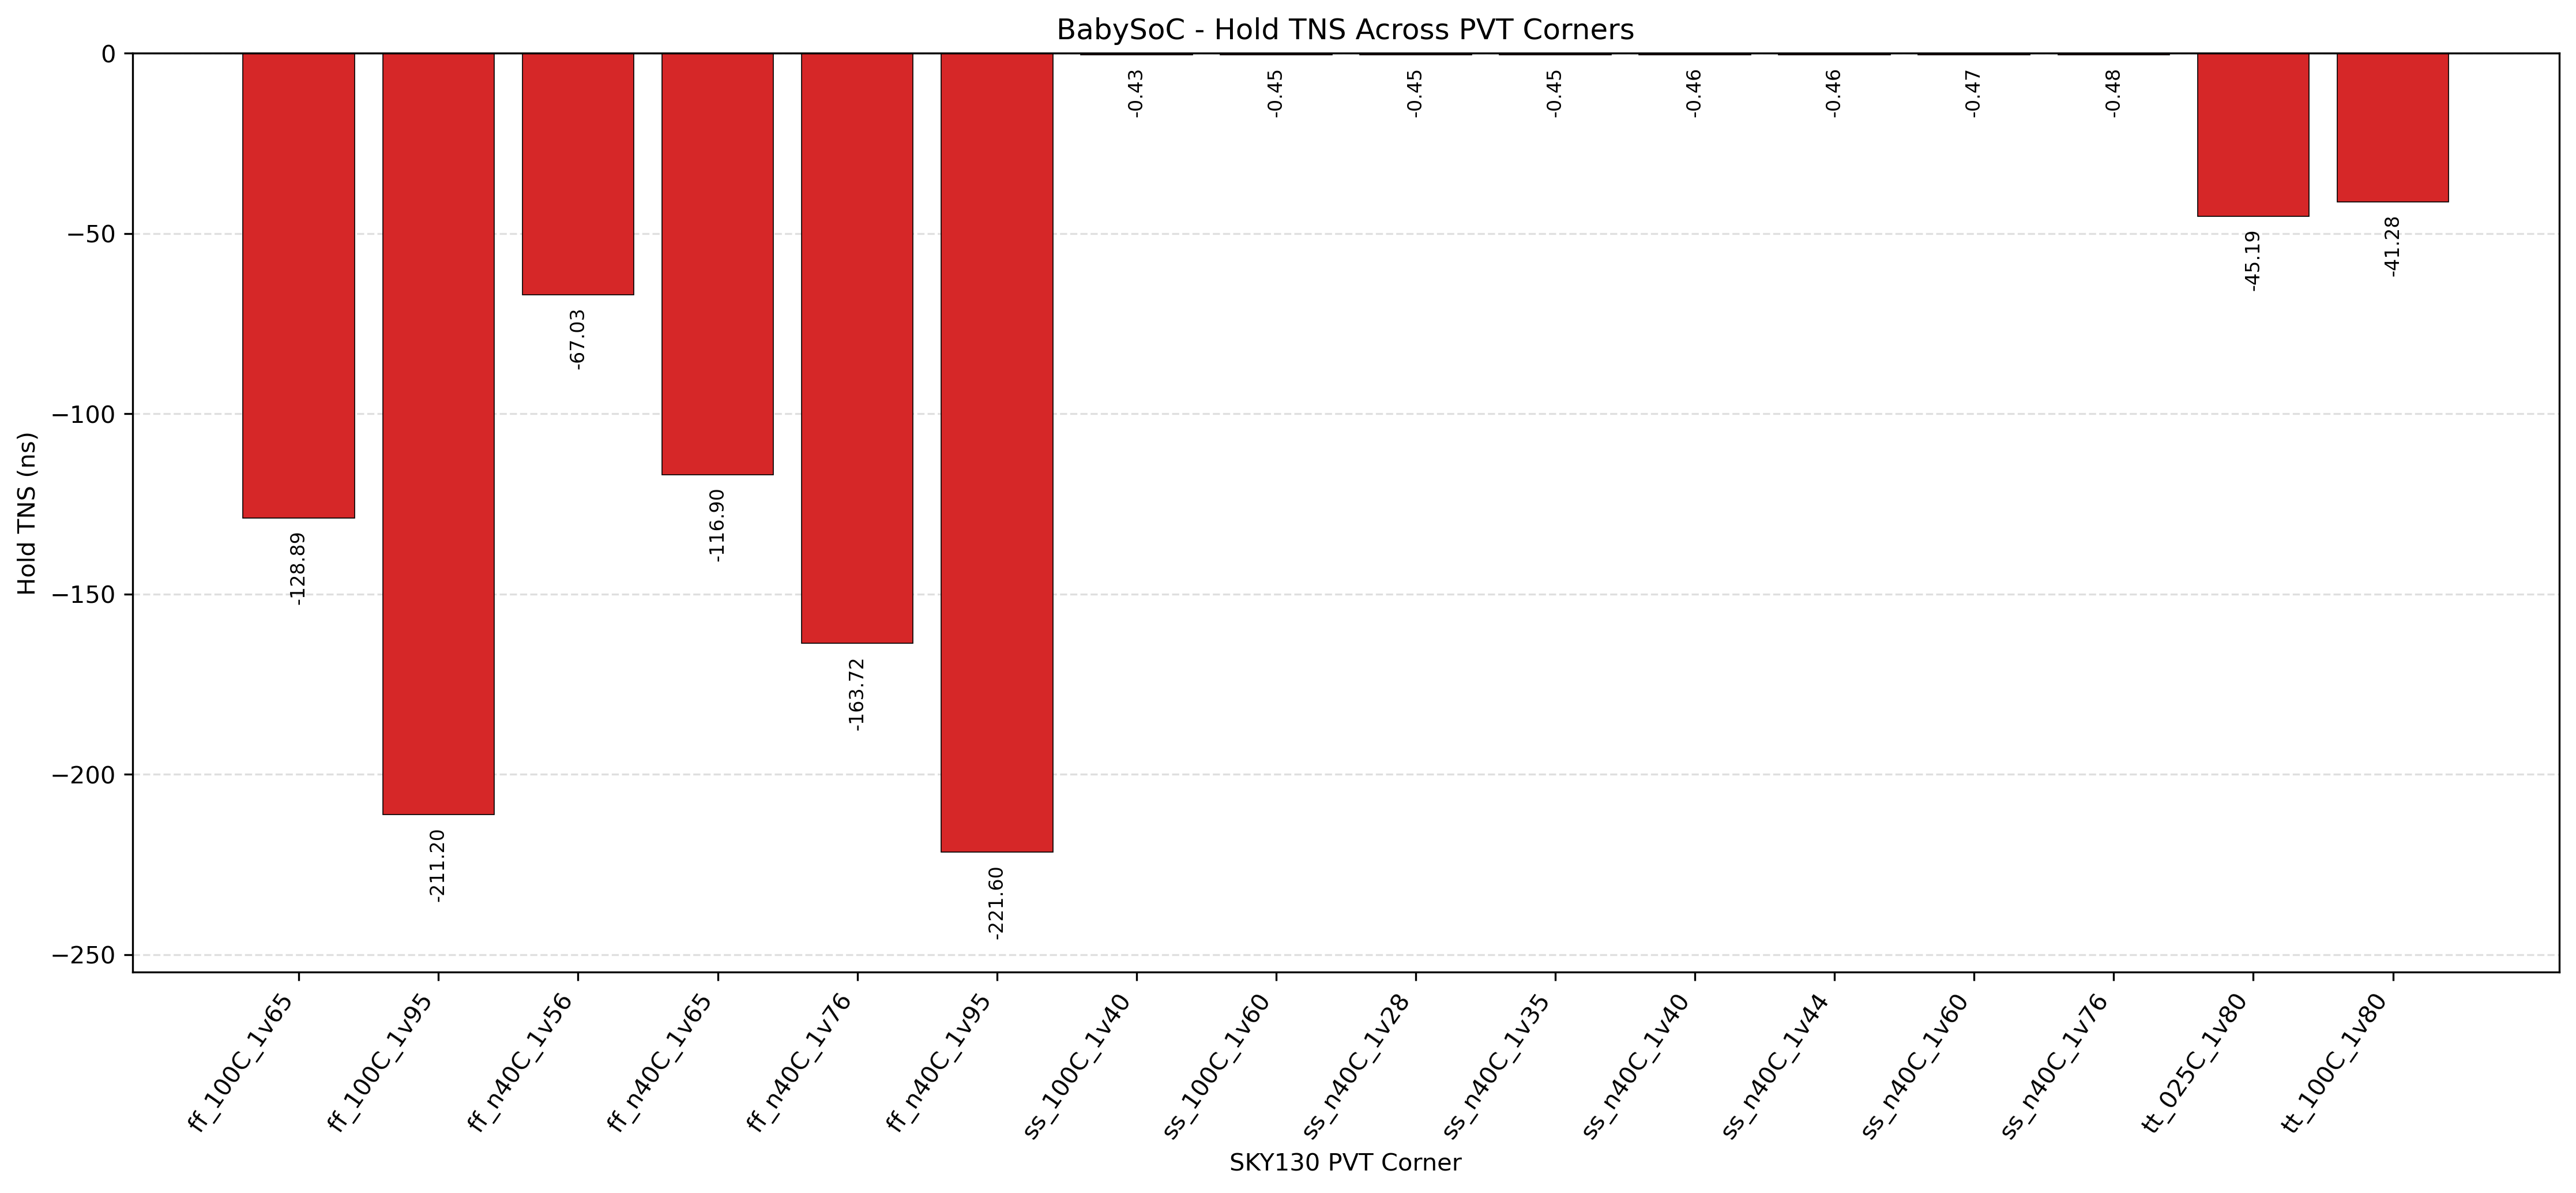 BabySoC - Hold TNS Across PVT Corners
Hold TNS (ns)
0
−50
−100
−150
−200
−250
-128.89
-211.20
-67.03
-116.90
-163.72
-221.60
-0.43
-0.45
-0.45
-0.45
-0.46
-0.46
-0.47
-0.48
-45.19
-41.28
ff_100C_1v65
ff_100C_1v95
ff_n40C_1v56
ff_n40C_1v65
ff_n40C_1v76
ff_n40C_1v95
ss_100C_1v40
ss_100C_1v60
ss_n40C_1v28
ss_n40C_1v35
ss_n40C_1v40
ss_n40C_1v44
ss_n40C_1v60
ss_n40C_1v76
tt_025C_1v80
tt_100C_1v80
SKY130 PVT Corner